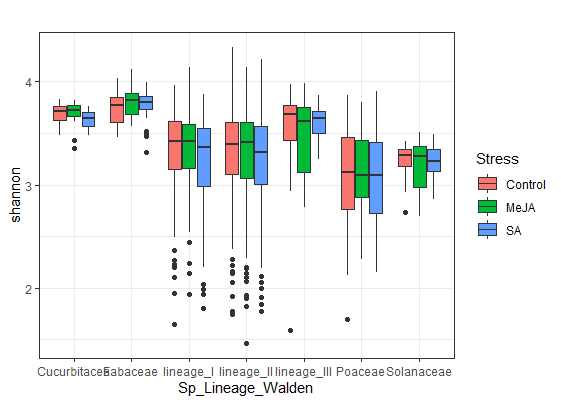 shannon
4
3
2
Cucurbitaceae Fabaceae lineage_I lineage_II lineage_III Poaceae Solanaceae
Sp_Lineage_Walden
Stress
Control
MeJA
SA